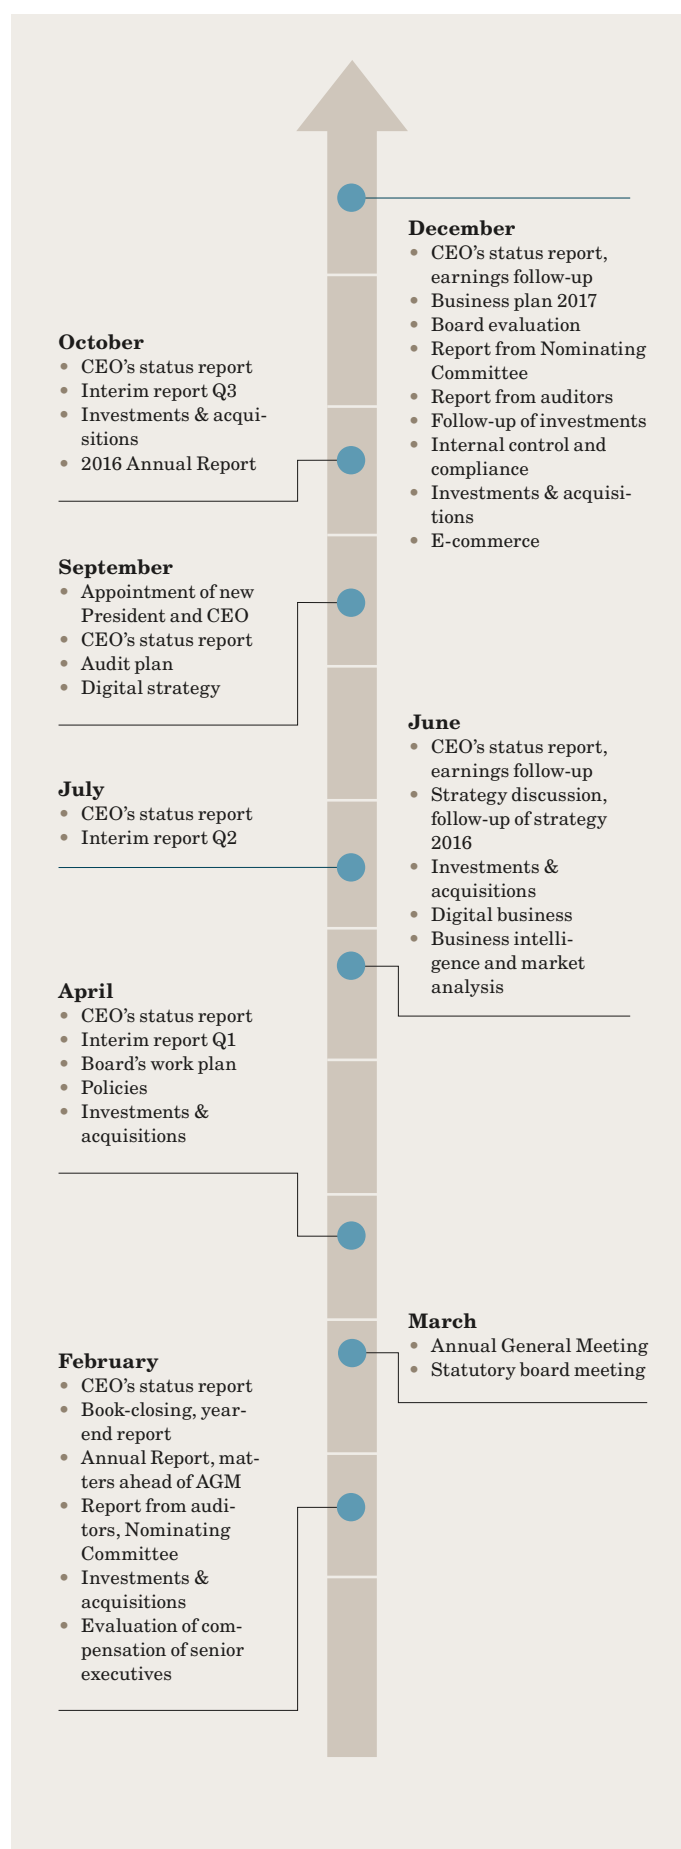 December
• CEO’s status report,
earnings follow-up
• Business plan 2017
• Board evaluation
• Report from Nominating
Committee
• Report from auditors
• Follow-up of investments
• Internal control and
compliance
• Investments & acquisi-
tions
• E-commerce
October
• CEO’s status report
• Interim report Q3
• Investments & acqui-
sitions
• 2016 Annual Report
September
• Appointment of new
President and CEO
• CEO’s status report
• Audit plan
• Digital strategy
July
• CEO’s status report
• Interim report Q2
June
• CEO’s status report,
earnings follow-up
• Strategy discussion,
follow-up of strategy
2016
• Investments &
acquisitions
• Digital business
• Business intelli-
gence and market
analysis
April
• CEO’s status report
• Interim report Q1
• Board’s work plan
• Policies
• Investments &
acquisitions
March
• Annual General Meeting
• Statutory board meeting
February
• CEO’s status report
• Book-closing, year-
end report
• Annual Report, mat-
ters ahead of AGM
• Report from audi-
tors, Nominating
Committee
• Investments &
acquisitions
• Evaluation of com-
pensation of senior
executives